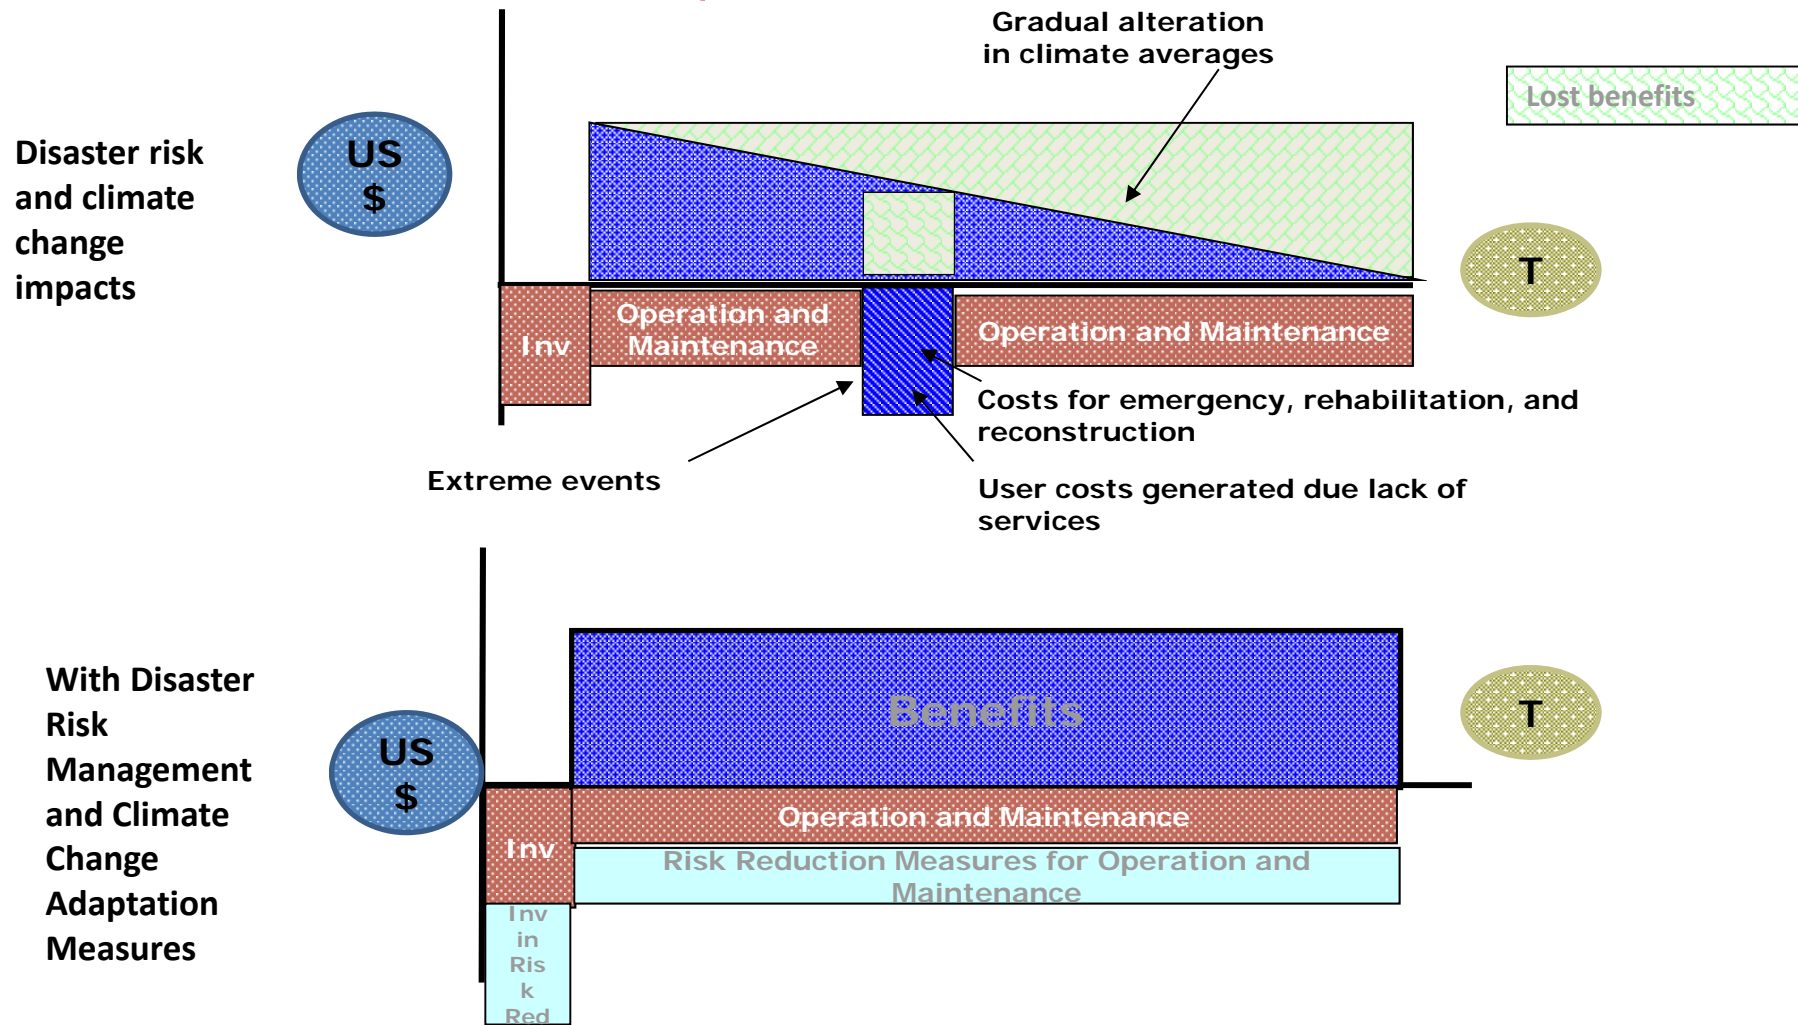 Gradual alteration
in climate averages
Lost benefits
Disaster risk
and climate
change
impacts
US
$
T
Inv
Operation and
Maintenance
Operation and Maintenance
Costs for emergency, rehabilitation, and
reconstruction
Extreme events
User costs generated due lack of
services
With Disaster
Risk
Management
and Climate
Change
Adaptation
Measures
US
$
Benefits
T
Inv
Operation and Maintenance
Risk Reduction Measures for Operation and
Maintenance
Inv
in
Ris
k
Red